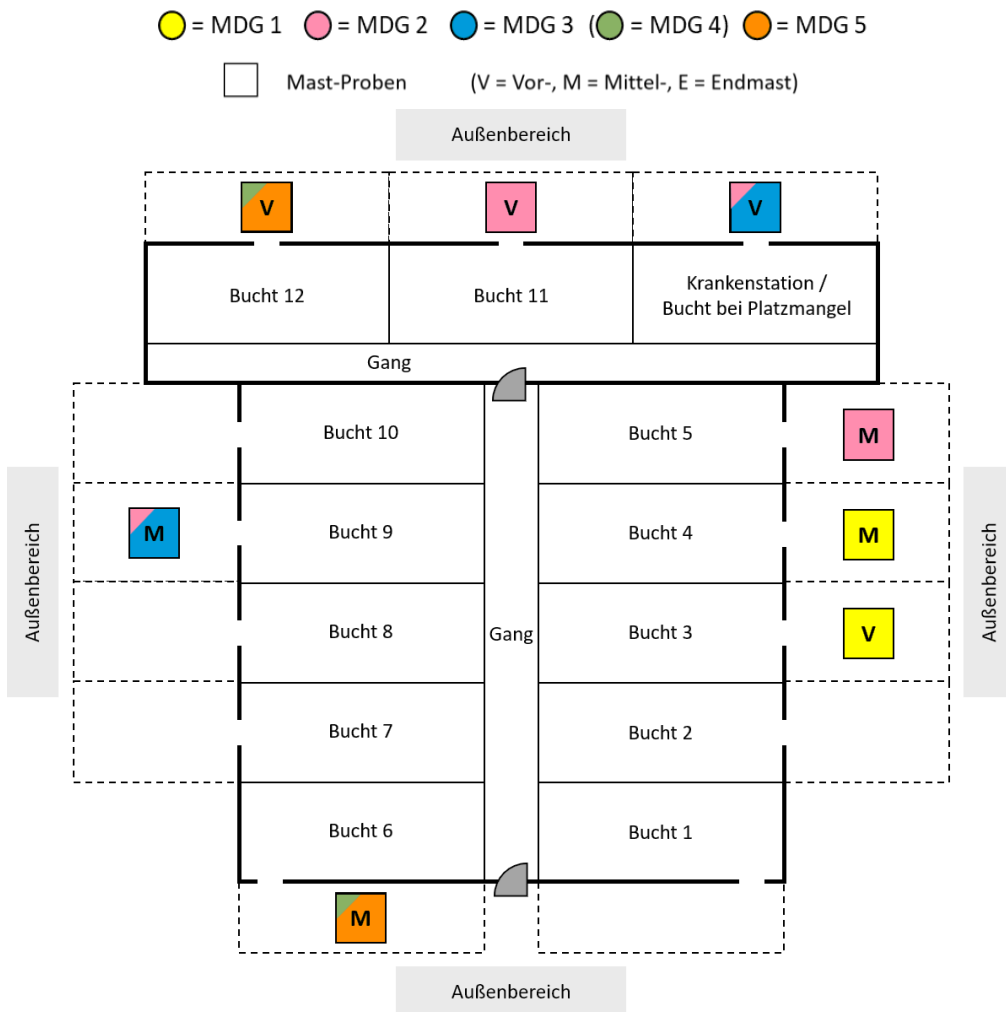 = MDG 1 = MDG 2 = MDG 3 ( = MDG 4) = MDG 5
Mast-Proben (V = Vor-, M = Mittel-, E = Endmast)
Außenbereich
V V V
Bucht 12 Bucht 11 Krankenstation /
Bucht bei Platzmangel
Gang
Bucht 10 Bucht 5 M
M Bucht 9 Bucht 4 M
Außenbereich
Außenbereich
Bucht 8 Gang Bucht 3 V
Bucht 7 Bucht 2
Bucht 6 Bucht 1
M
Außenbereich